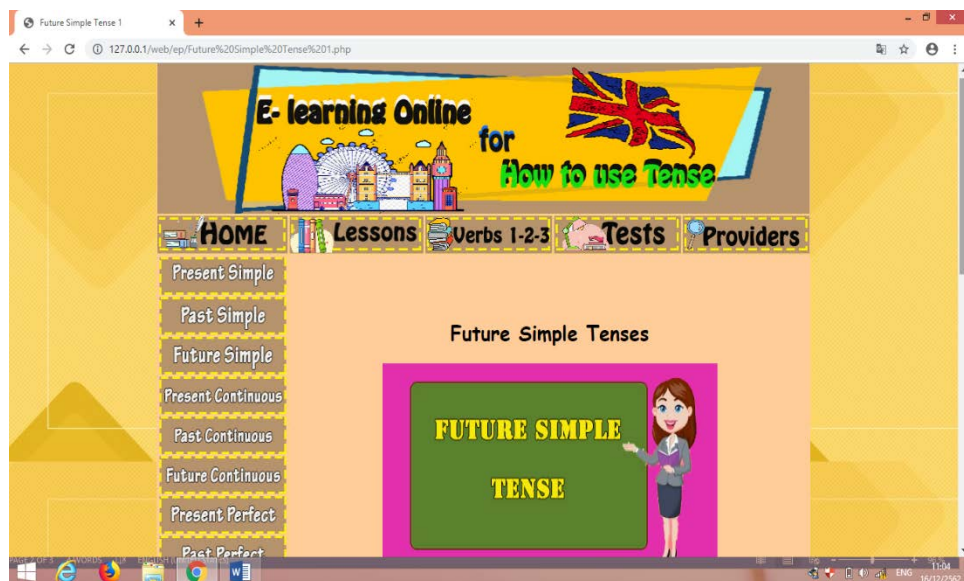 Future Simple Tense 1
127.0.0.1/web/ep/Future%20Simple%20Tense%201.php
E- learning Online
for
How to use Tense
HOME
Lessons
Verbs 1-2-3
Tests
Providers
Present Simple
Past Simple
Future Simple
Present Continuous
Past Continuous
Future Continuous
Present Perfect
Past Perfect
Future Simple Tenses
FUTURE SIMPLE
TENSE
ENG
11:04
16/12/2562